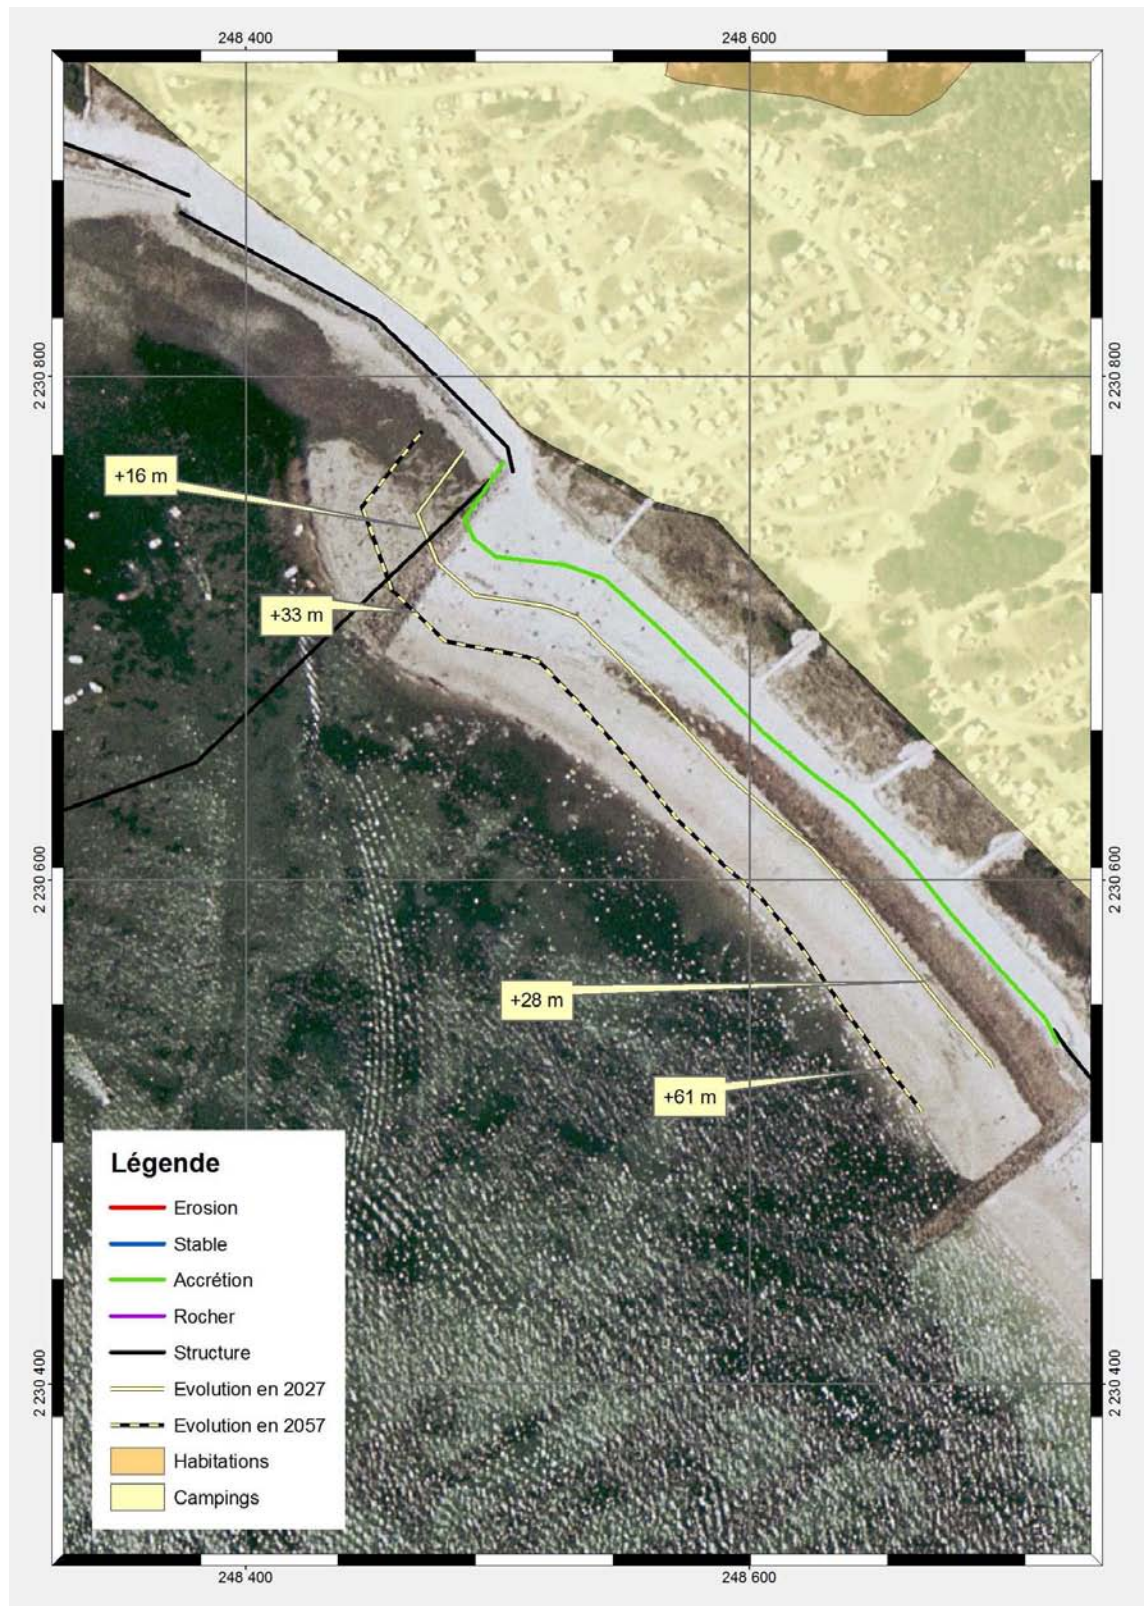 248 400
248 600
2 230 800
2 230 800
+16 m
+33 m
2 230 600
2 230 600
+28 m
+61 m
Légende
Erosion
Stable
Accrétion
Rocher
Structure
Evolution en 2027
Evolution en 2057
Habitations
Campings
2 230 400
2 230 400
248 400
248 600